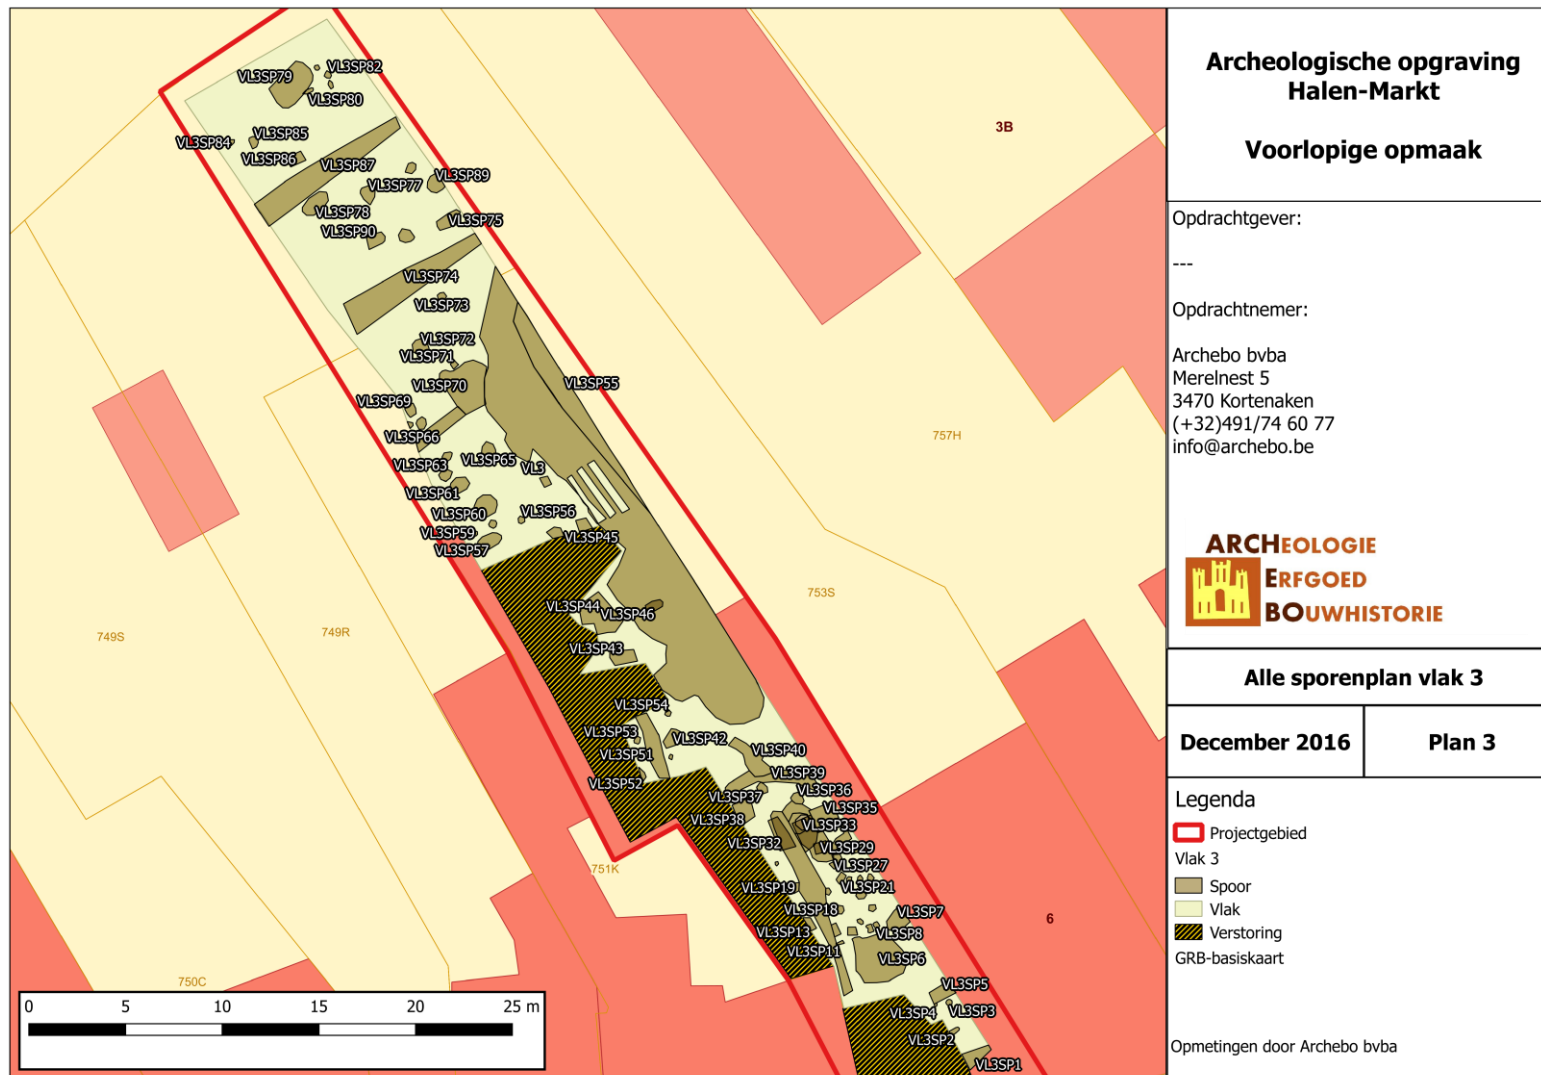 VL3SP82
VL3SP79
VL3SP80
VL3SP85
VL3SP84
VL3SP86
VL3SP87
VL3SP77
VL3SP89
VL3SP78
VL3SP75
VL3SP90
VL3SP74
VL3SP73
VL3SP72
VL3SP71
VL3SP70
VL3SP55
VL3SP69
VL3SP66
VL3SP65
VL3SP63
VL3
VL3SP61
VL3SP60
VL3SP56
VL3SP59
VL3SP45
VL3SP57
VL3SP44
VL3SP46
VL3SP43
VL3SP54
VL3SP53
VL3SP42
VL3SP51
VL3SP40
VL3SP52
VL3SP39
VL3SP37
VL3SP36
VL3SP35
VL3SP38
VL3SP33
VL3SP32
VL3SP29
VL3SP27
VL3SP19
VL3SP21
VL3SP18
VL3SP7
VL3SP13
VL3SP8
VL3SP11
VL3SP6
VL3SP5
VL3SP4
VL3SP3
VL3SP2
VL3SP1
3B
757H
753S
749S
749R
751K
750C
6
0 5 10 15 20 25 m
Archeologische opgraving
Halen-Markt
Voorlopige opmaak
Opdrachtgever:
---
Opdrachtnemer:
Archebo bvba
Merelnest 5
3470 Kortenaken
(+32)491/74 60 77
info@archebo.be
ARCHEOLOGIE
ERFGOED
BOUWHISTORIE
Alle sporenplan vlak 3
December 2016
Plan 3
Legenda
Projectgebied
Vlak 3
Spoor
Vlak
Verstoring
GRB-basiskaart
Opmetingen door Archebo bvba